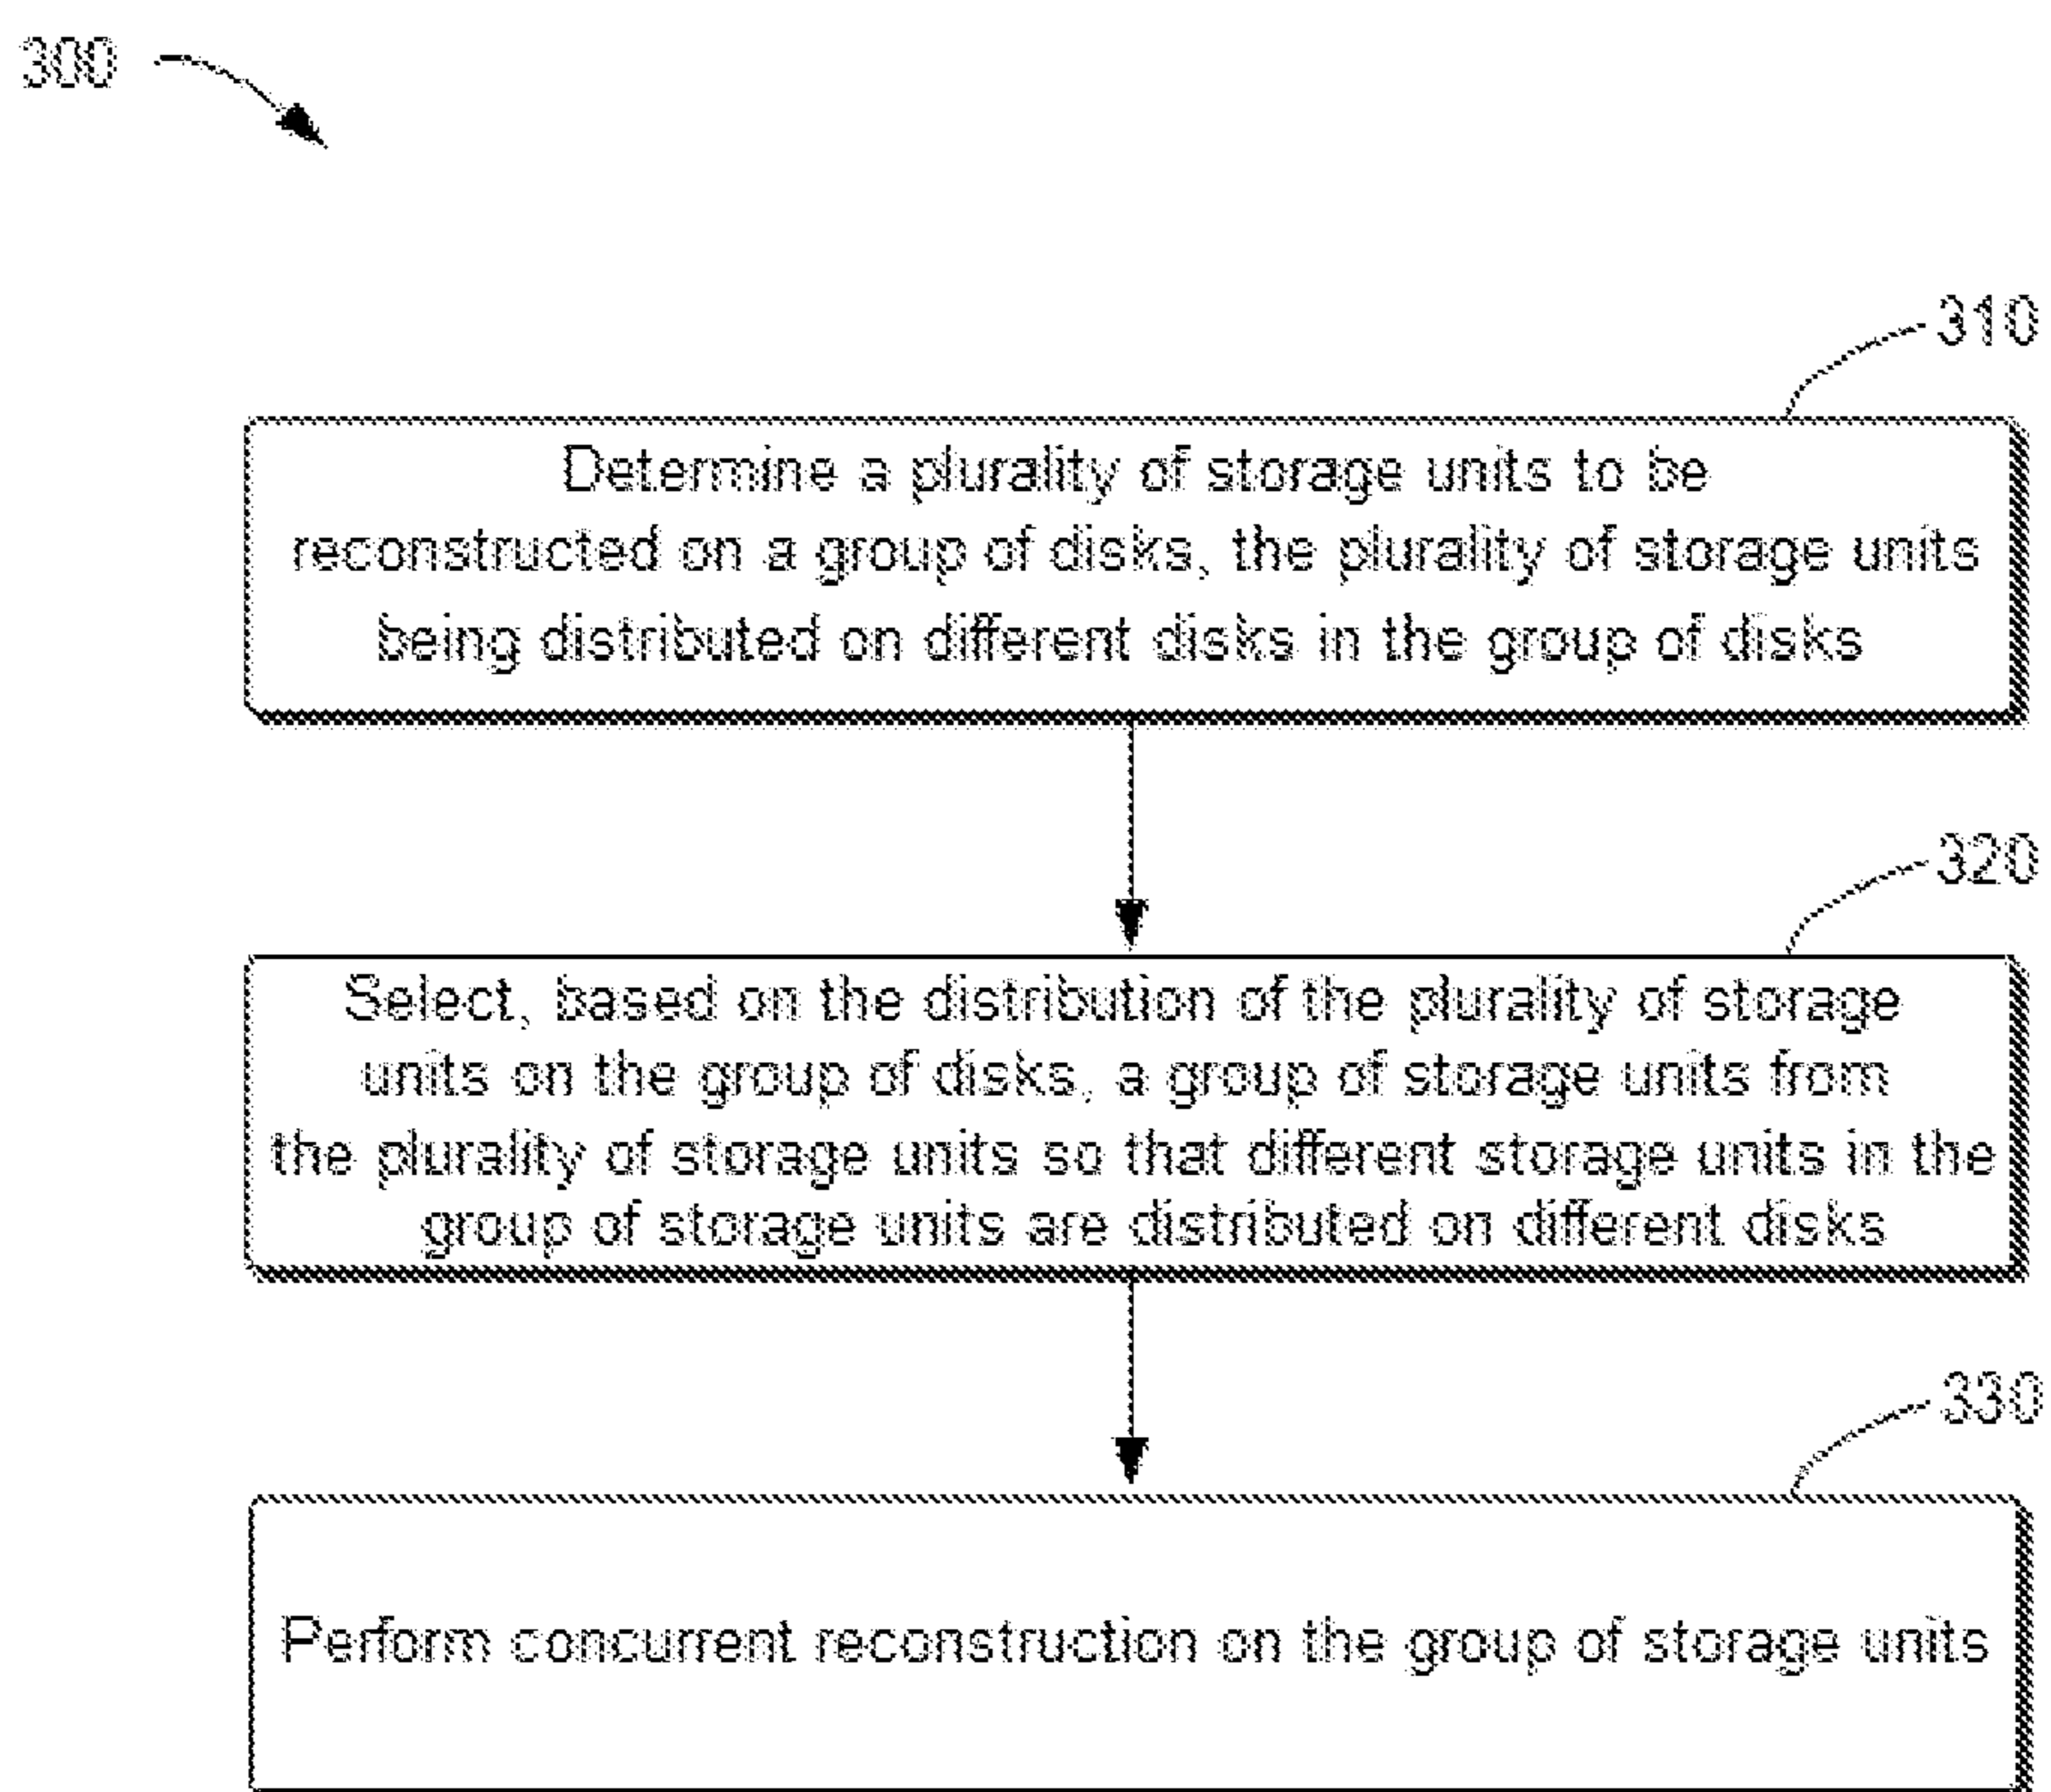 300
310
Determine a plurality of storage units to be
reconstructed on a group of disks, the plurality of storage units
being distributed on different disks in the group of disks
320
Select, based on the distribution of the plurality of storage
units on the group of disks, a group of storage units from
the plurality of storage units so that different storage units in the
group of storage units are distributed on different disks
330
Perform concurrent reconstruction on the group of storage units